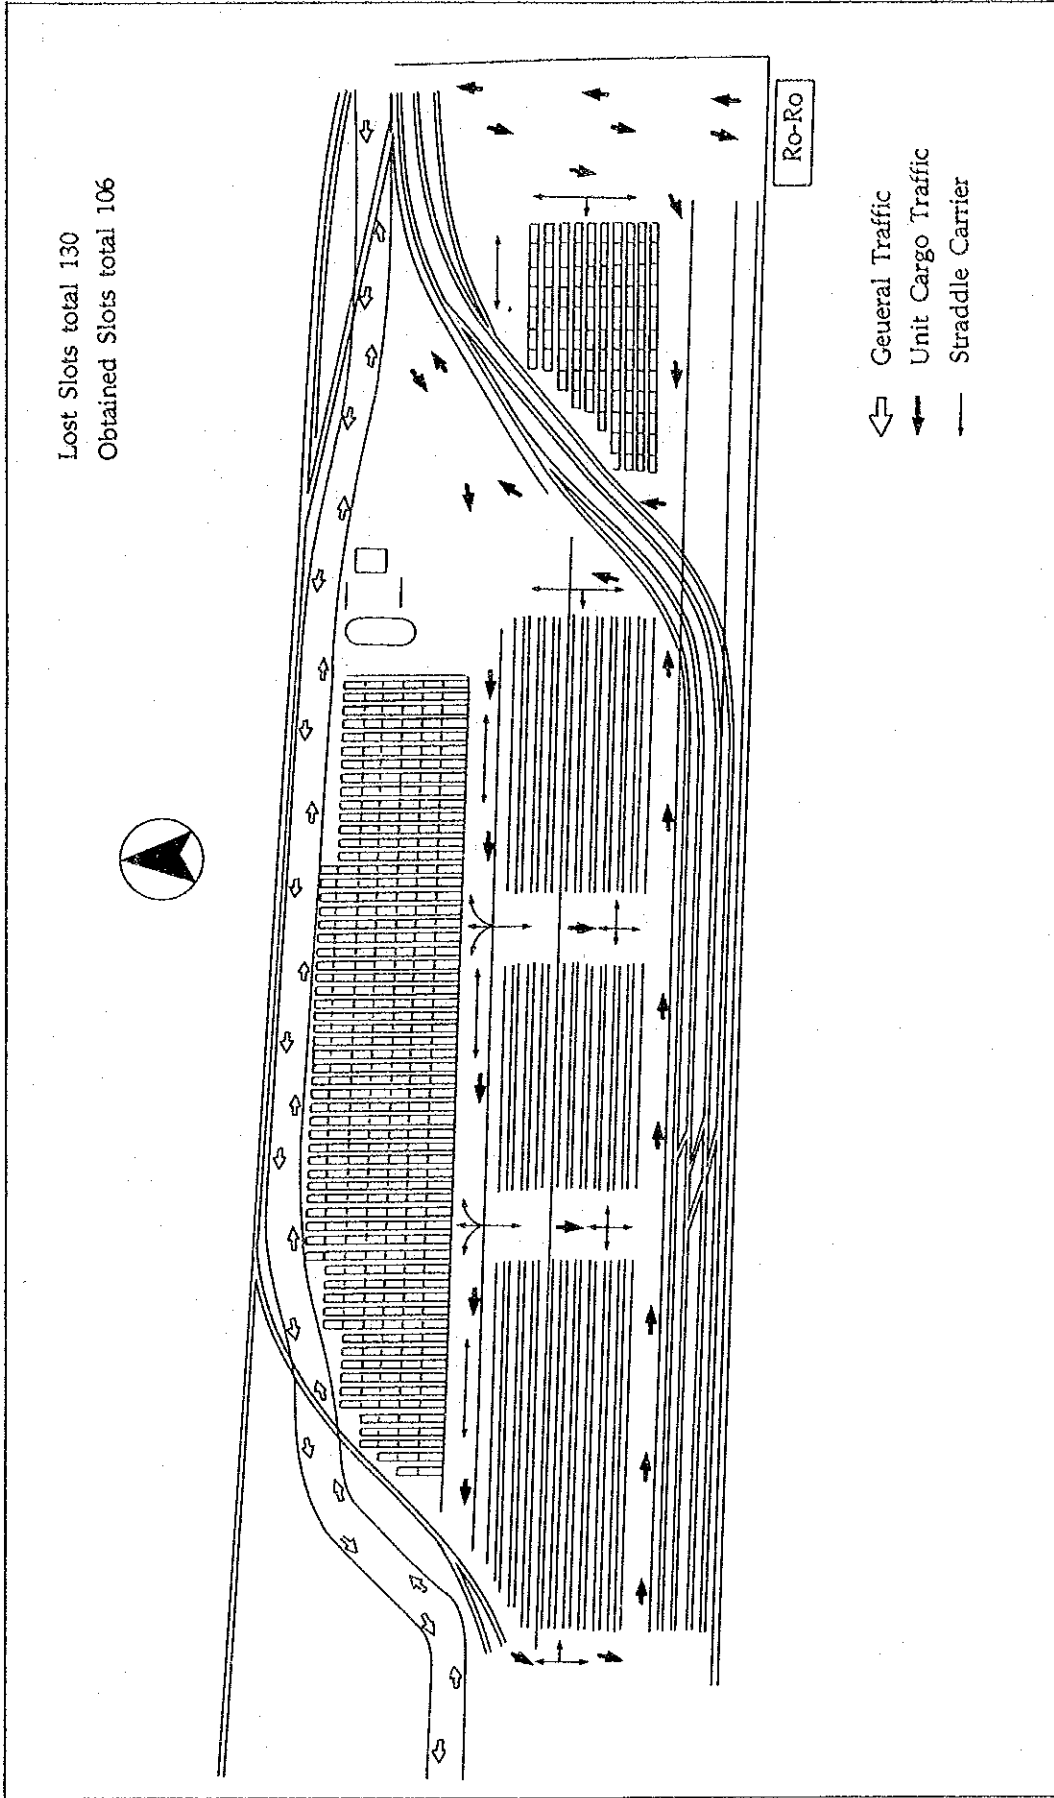 Lost Slots total 130
Obtained Slots total 106
Ro-Ro
Geueral Traffic
Unit Cargo Traffic
Straddle Carrier